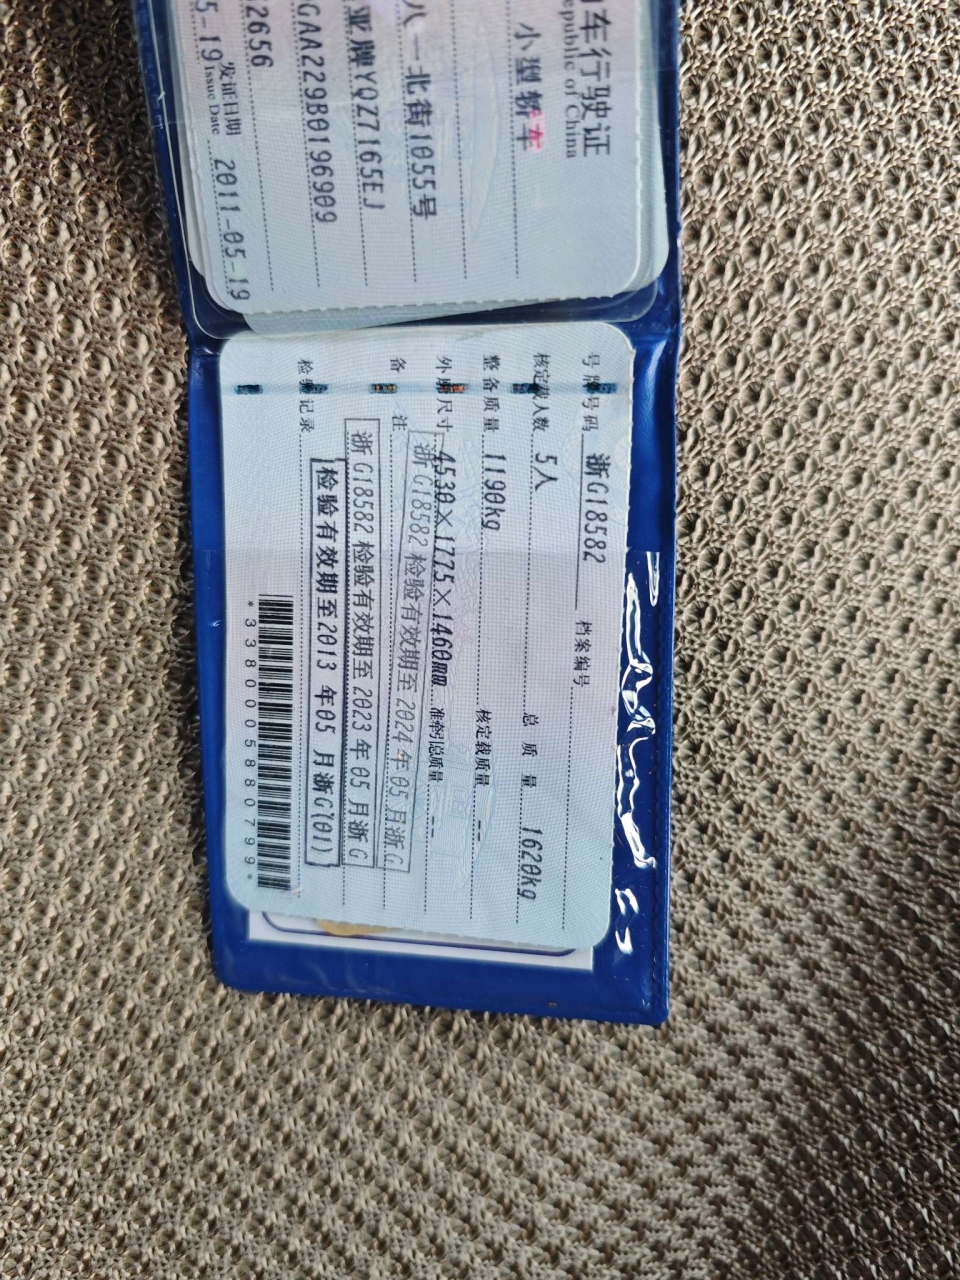 车行驶证
epublic of China
小型轿车
八一北街1055号
亚牌YQZ7165EJ
GAA229B0196909
2656
5-19
发证日期
Issue Date
2011-05-19
号牌号码 浙G18582
档案编号
核定载人数 5人
总质量 1620kg
整备质量 1190kg
核定载质量 --
外廓尺寸 4530×1775×1460mm
准牵引总质量 --
备注
浙G18582检验有效期至2024年05月浙G
浙G18582检验有效期至2023年05月浙G
检验记录
检验有效期至2013年05月浙G(01)
*3380005880799*